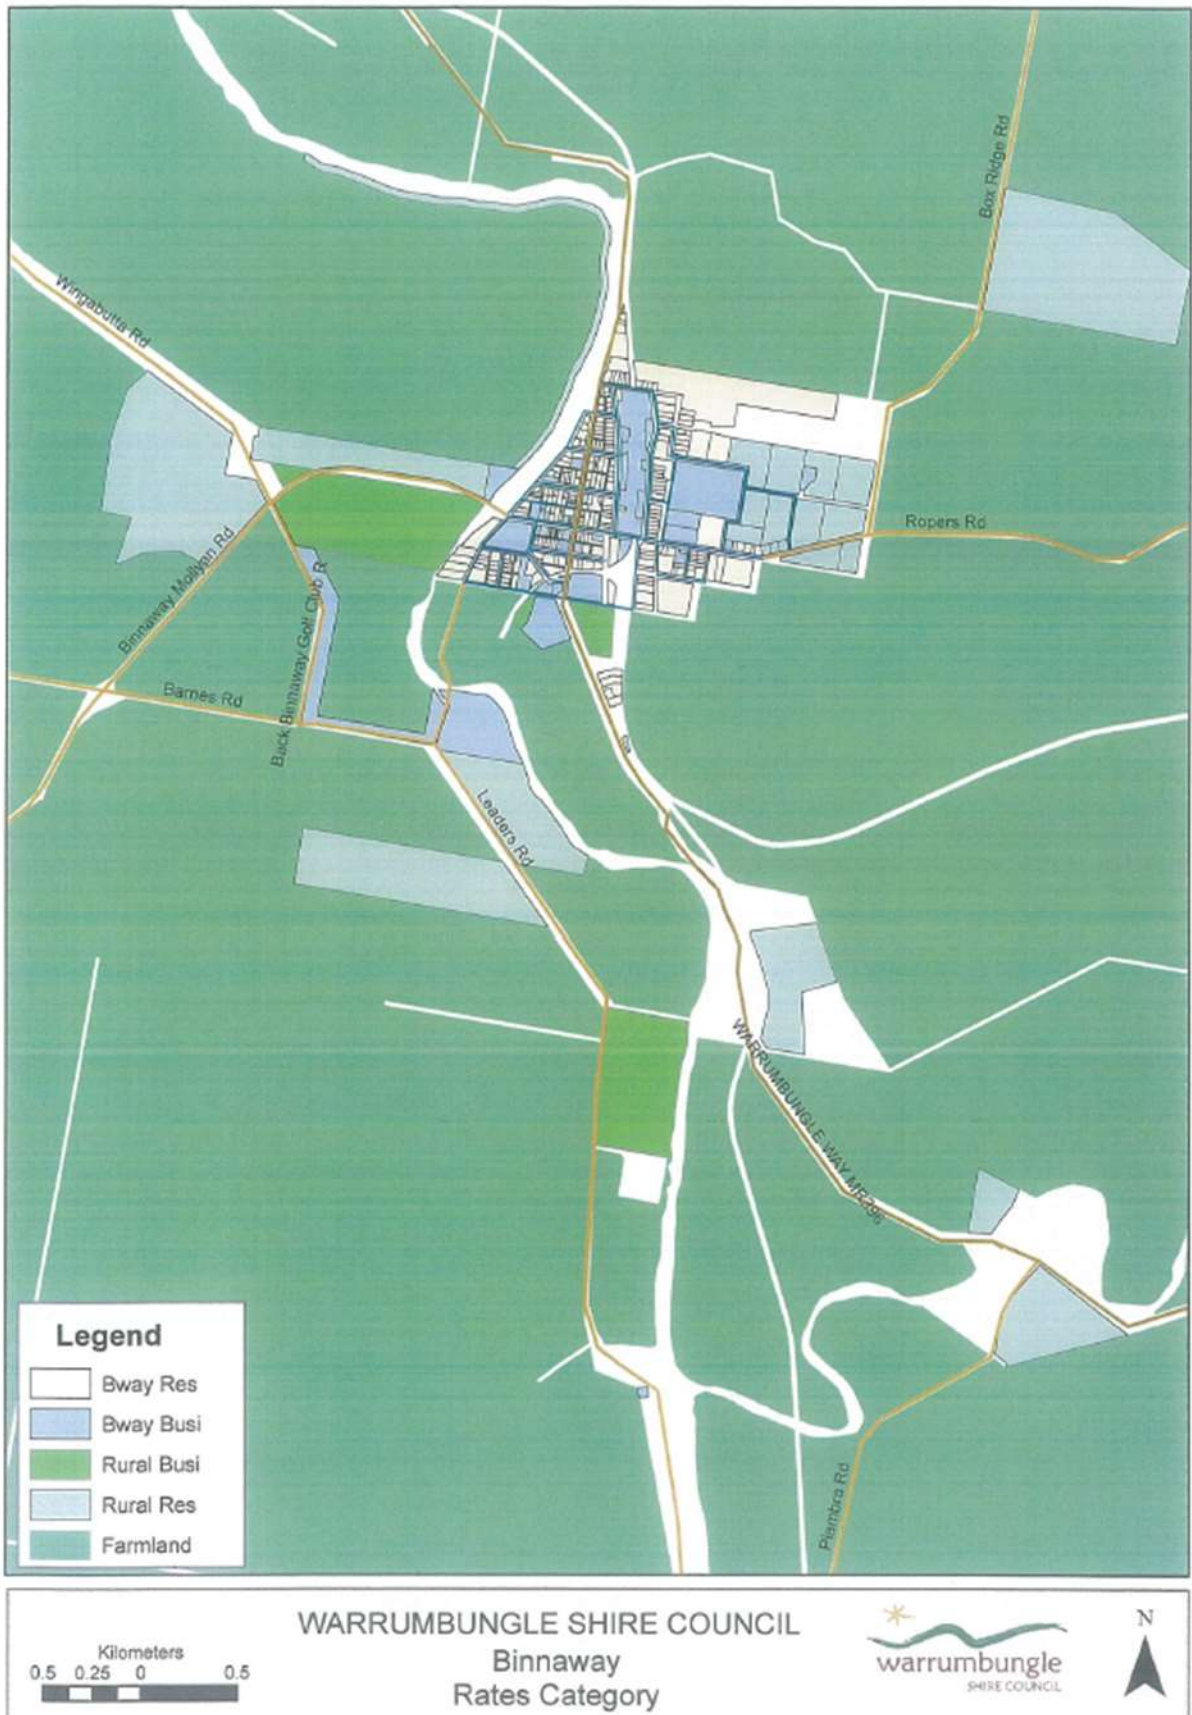 Box Ridge Rd
Wingabutta Rd
Ropers Rd
Binnaway Mollyan Rd
Back Binnaway Golf Club R
Barnes Rd
Leaders Rd
WARRUMBUNGLE WAY MR396
Piambra Rd
Legend
Bway Res
Bway Busi
Rural Busi
Rural Res
Farmland
Kilometers
0.5 0.25 0 0.5
WARRUMBUNGLE SHIRE COUNCIL
Binnaway
Rates Category
warrumbungle
SHIRE COUNCIL
N